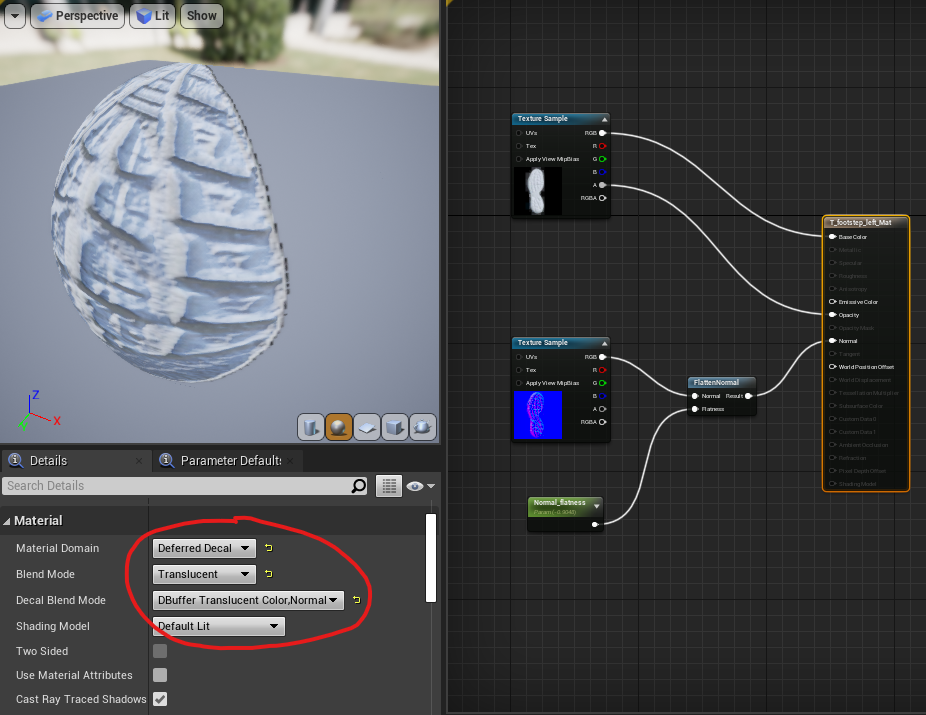 Perspective
Lit
Show
Z
X
Y
Details
Parameter Defaults
Search Details
Material
Material Domain
Deferred Decal
Blend Mode
Translucent
Decal Blend Mode
DBuffer Translucent Color,Normal
Shading Model
Default Lit
Two Sided
Use Material Attributes
Cast Ray Traced Shadows
Texture Sample
UVs
RGB
Tex
R
Apply View MipBias
G
B
A
RGBA
Texture Sample
UVs
RGB
Tex
R
Apply View MipBias
G
B
A
RGBA
FlattenNormal
Normal
Result
Flatness
Normal_flatness
T_footstep_left_Mat
Base Color
Metallic
Specular
Roughness
Anisotropy
Emissive Color
Opacity
Opacity Mask
Normal
Tangent
World Position Offset
World Displacement
Tessellation Multiplier
Subsurface Color
Custom Data 0
Custom Data 1
Ambient Occlusion
Refraction
Pixel Depth Offset
Shading Model